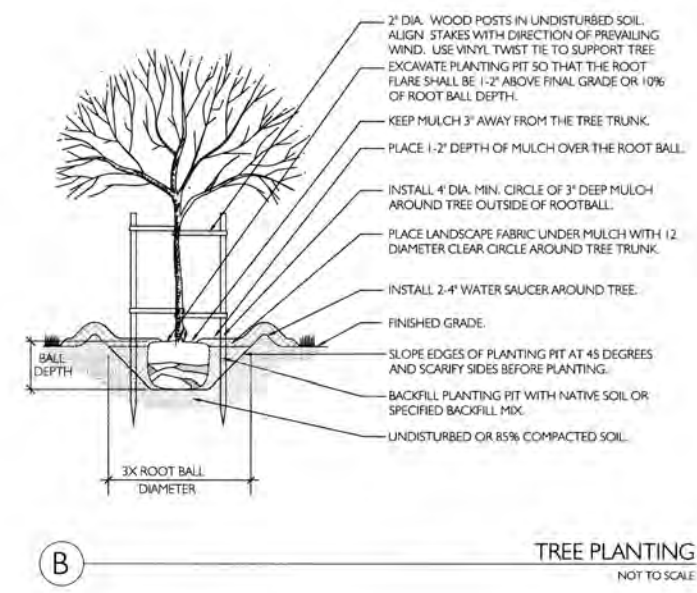 2" DIA. WOOD POSTS IN UNDISTURBED SOIL.
ALIGN STAKES WITH DIRECTION OF PREVAILING
WIND. USE VINYL TWIST TIE TO SUPPORT TREE
EXCAVATE PLANTING PIT SO THAT THE ROOT
FLARE SHALL BE 1-2" ABOVE FINAL GRADE OR 10%
OF ROOT BALL DEPTH.
KEEP MULCH 3" AWAY FROM THE TREE TRUNK.
PLACE 1-2" DEPTH OF MULCH OVER THE ROOT BALL.
INSTALL 4' DIA. MIN. CIRCLE OF 3" DEEP MULCH
AROUND TREE OUTSIDE OF ROOTBALL.
PLACE LANDSCAPE FABRIC UNDER MULCH WITH 12
DIAMETER CLEAR CIRCLE AROUND TREE TRUNK.
INSTALL 2-4" WATER SAUCER AROUND TREE.
FINISHED GRADE.
SLOPE EDGES OF PLANTING PIT AT 45 DEGREES
AND SCARIFY SIDES BEFORE PLANTING.
BACKFILL PLANTING PIT WITH NATIVE SOIL OR
SPECIFIED BACKFILL MIX.
UNDISTURBED OR 85% COMPACTED SOIL.
BALL
DEPTH
3X ROOT BALL
DIAMETER
B
TREE PLANTING
NOT TO SCALE